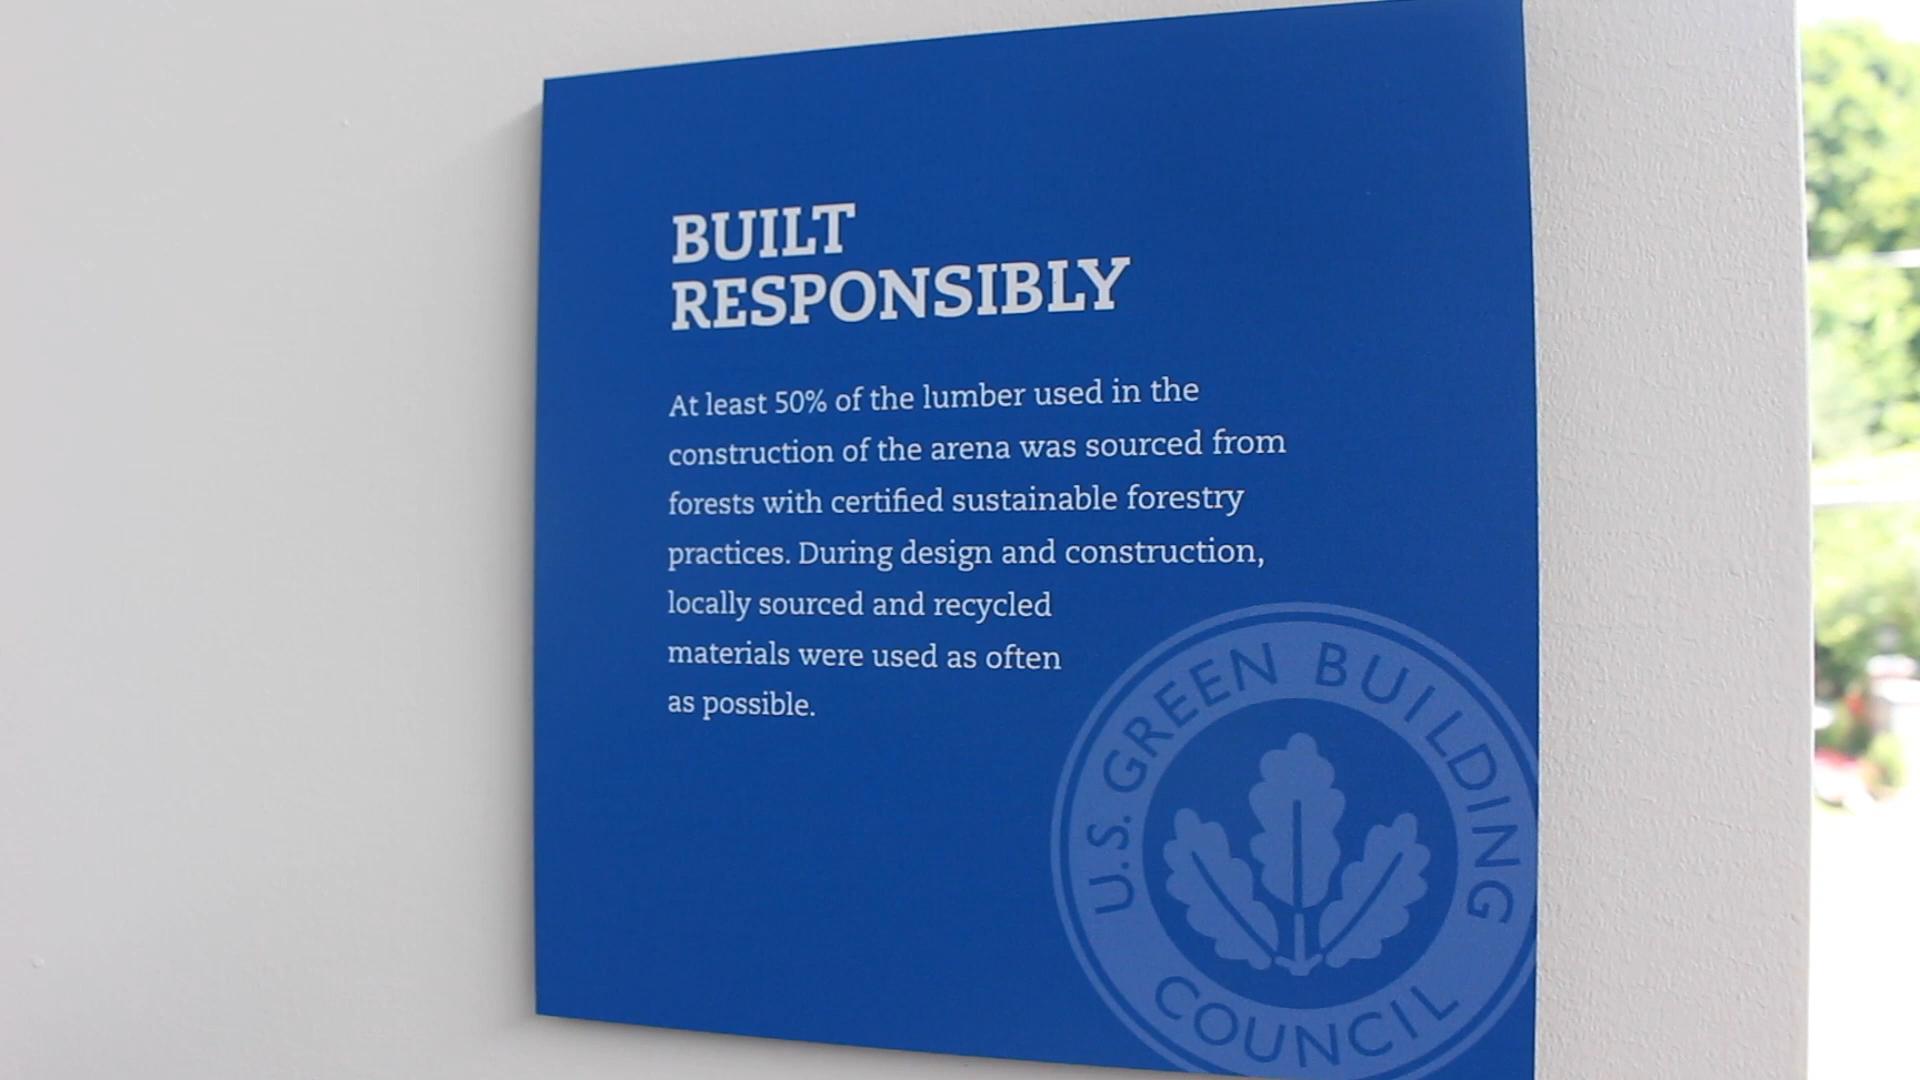 BUILT
RESPONSIBLY
At least 50% of the lumber used in the
construction of the arena was sourced from
forests with certified sustainable forestry
practices. During design and construction,
locally sourced and recycled
materials were used as often
as possible.
U.S. GREEN BUILDING
COUNCIL